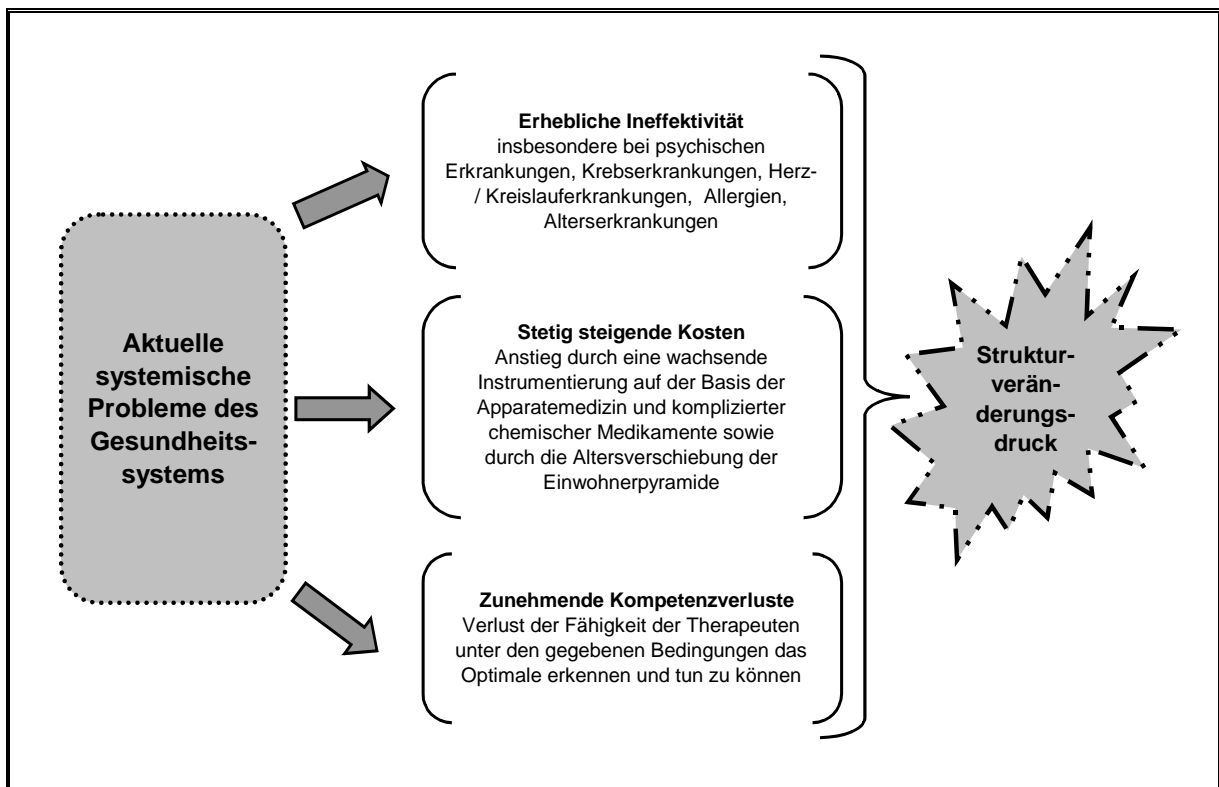 Aktuelle
systemische
Probleme des
Gesundheits-
systems
Erhebliche Ineffektivität
insbesondere bei psychischen
Erkrankungen, Krebserkrankungen, Herz-
/ Kreislauferkrankungen, Allergien,
Alterserkrankungen
Stetig steigende Kosten
Anstieg durch eine wachsende
Instrumentierung auf der Basis der
Apparatemedizin und komplizierter
chemischer Medikamente sowie
durch die Altersverschiebung der
Einwohnerpyramide
Zunehmende Kompetenzverluste
Verlust der Fähigkeit der Therapeuten
unter den gegebenen Bedingungen das
Optimale erkennen und tun zu können
Struktur-
verän-
derungs-
druck